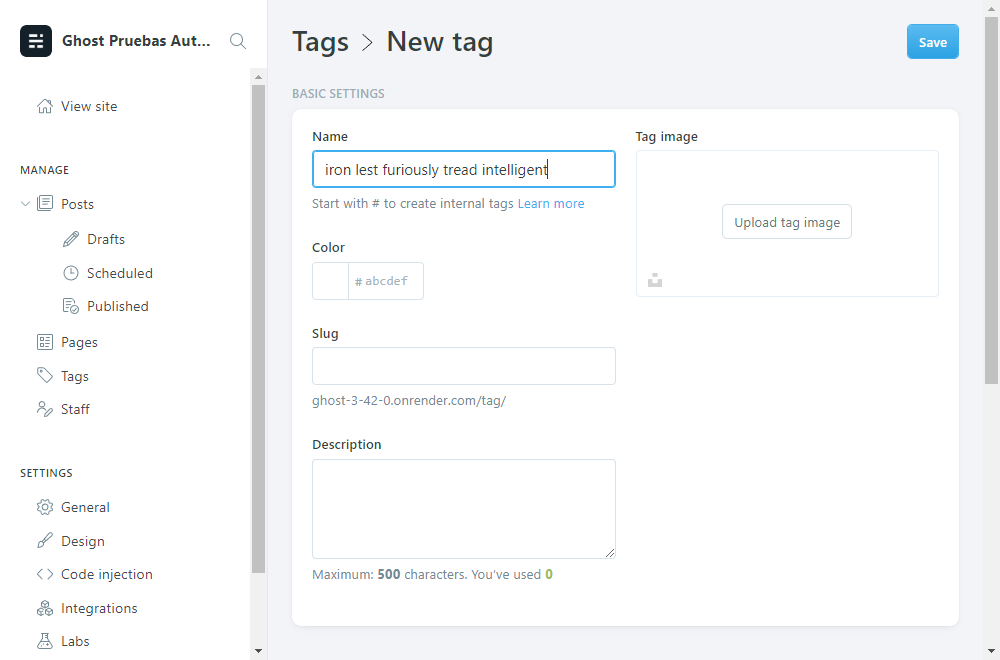 Ghost Pruebas Aut...
View site
MANAGE
Posts
Drafts
Scheduled
Published
Pages
Tags
Staff
SETTINGS
General
Design
Code injection
Integrations
Labs
Tags > New tag
Save
BASIC SETTINGS
Name
iron lest furiously tread intelligent
Start with # to create internal tags Learn more
Color
# abcdef
Slug
ghost-3-42-0.onrender.com/tag/
Description
Maximum: 500 characters. You've used 0
Tag image
Upload tag image